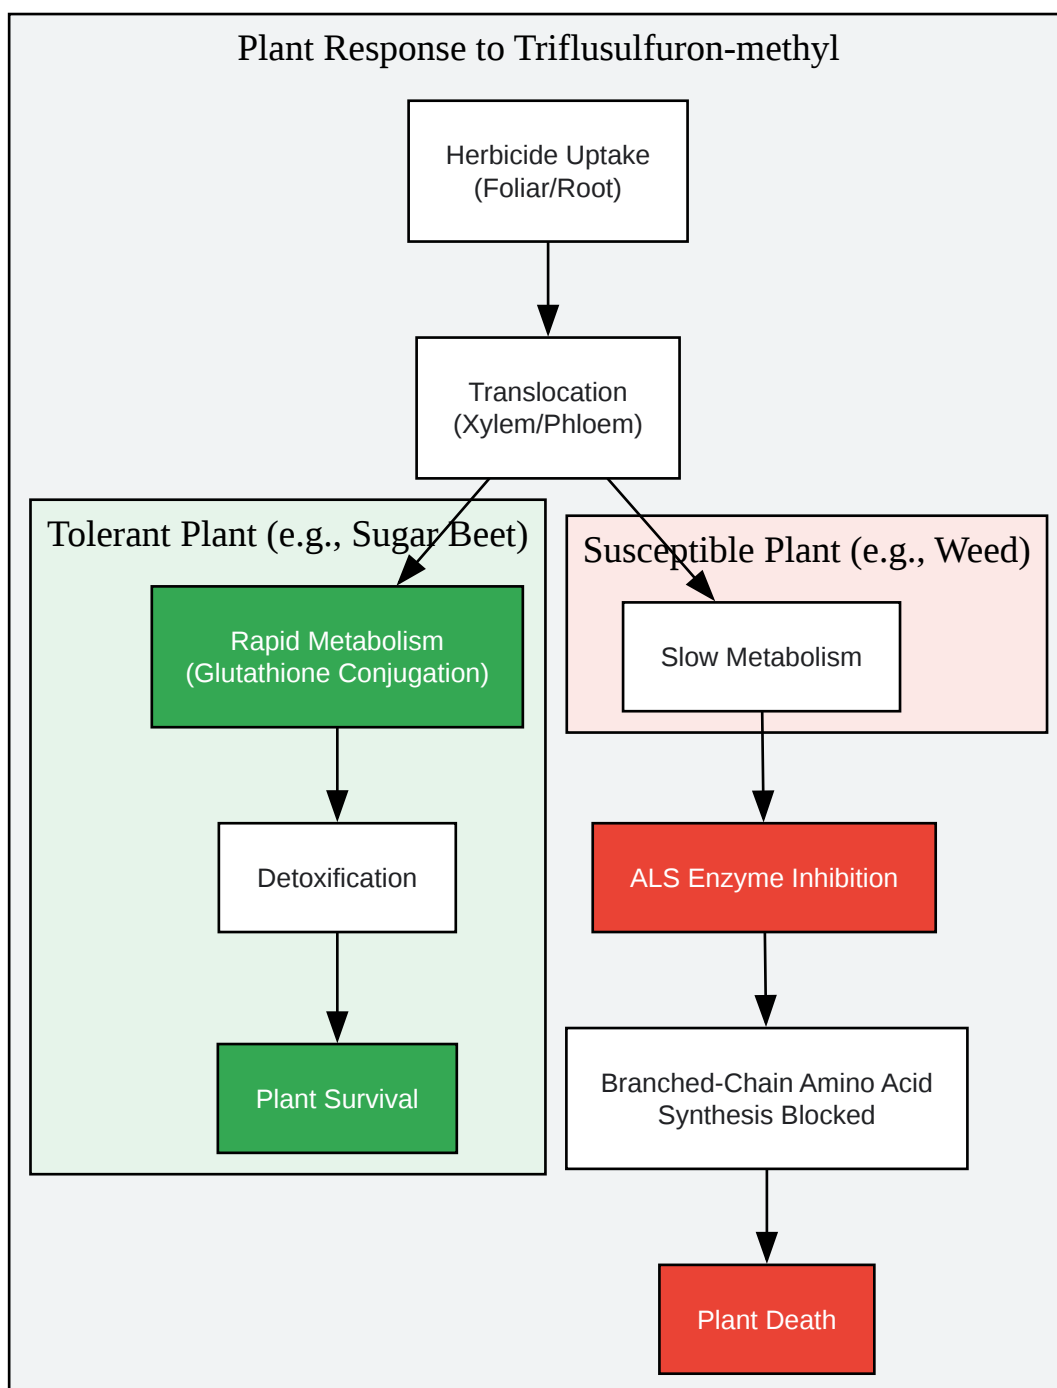 Plant Response to Triflusulfuron-methyl
Herbicide Uptake
(Foliar/Root)
Translocation
(Xylem/Phloem)
Tolerant Plant (e.g., Sugar Beet)
Rapid Metabolism
(Glutathione Conjugation)
Detoxification
Plant Survival
Susceptible Plant (e.g., Weed)
Slow Metabolism
ALS Enzyme Inhibition
Branched-Chain Amino Acid
Synthesis Blocked
Plant Death